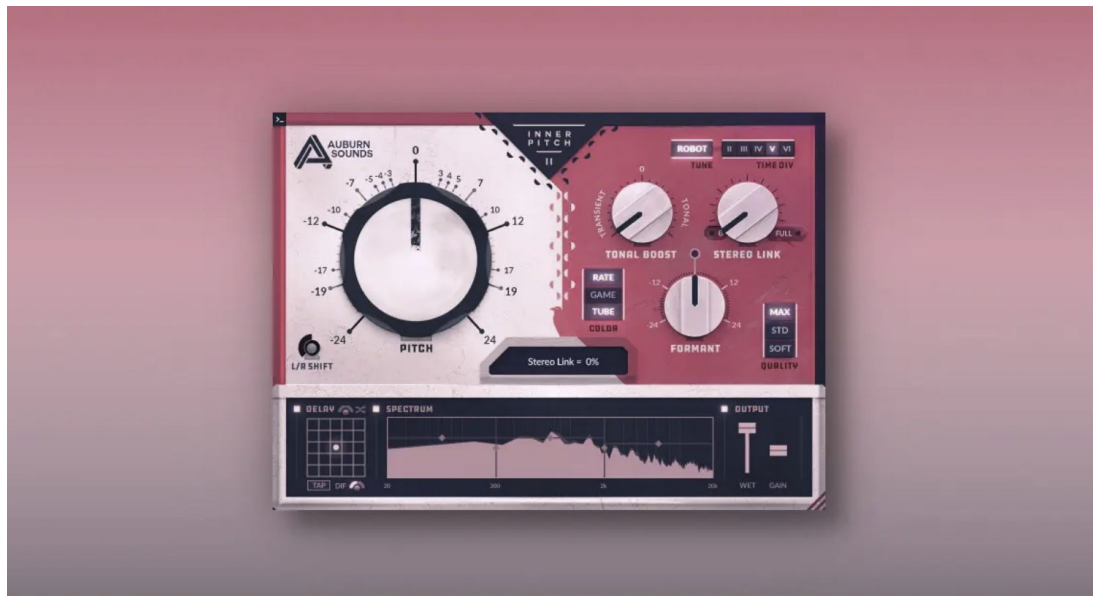 >_
AUBURN
SOUNDS
INNER
PITCH
II
0
-3 3
-4 4
-5 5
-7 7
-10 10
-12 12
-17 17
-19 19
-24 24
PITCH
L/R SHIFT
ROBOT
TUNE
II III IV V VI
TIME DIV
0
TRANSIENT
TONAL
TONAL BOOST
FULL
STEREO LINK
RATE
GAME
TUBE
COLOR
-12 12
-24 24
FORMANT
MAX
STD
SOFT
QUALITY
Stereo Link = 0%
DELAY
SPECTRUM
OUTPUT
TAP DIF
20 200 2k 20k
WET GAIN